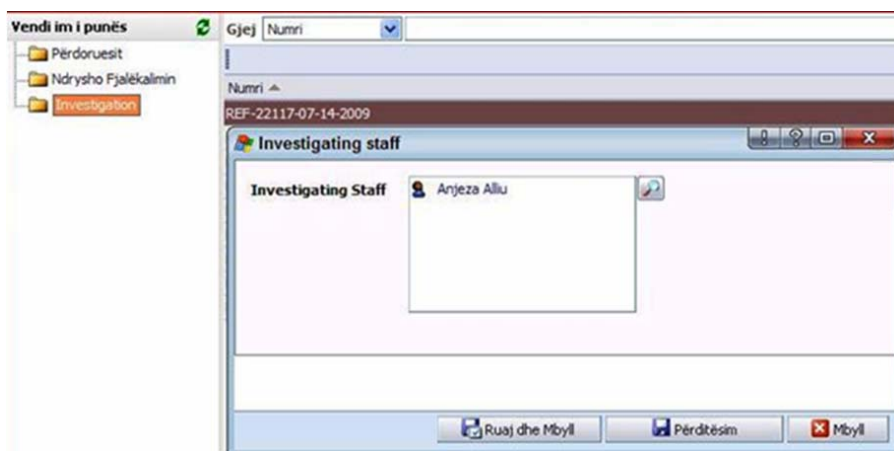 Vendi im i punës
Përdoruesit
Ndrysho Fjalëkalimin
Investigation
Gjej Numri
Numri
REF-22117-07-14-2009
Investigating staff
Investigating Staff Anjeza Alliu
Ruaj dhe Mbyll Përditësim Mbyll